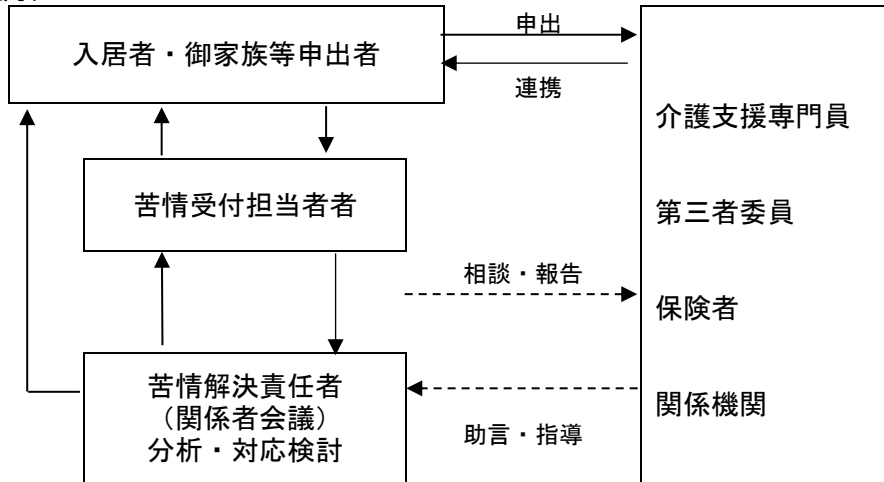 入居者・御家族等申出者
申出
連携
介護支援専門員
苦情受付担当者者
第三者委員
相談・報告
保険者
苦情解決責任者
（関係者会議）
分析・対応検討
関係機関
助言・指導